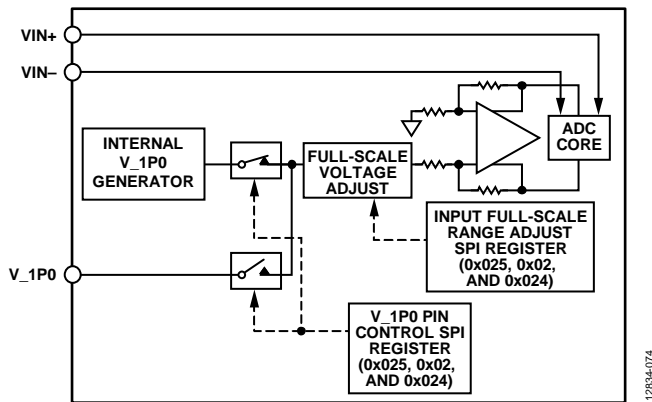 VIN+
VIN–
INTERNAL
V_1P0
GENERATOR
FULL-SCALE
VOLTAGE
ADJUST
ADC
CORE
INPUT FULL-SCALE
RANGE ADJUST
SPI REGISTER
(0x025, 0x02,
AND 0x024)
V_1P0
V_1P0 PIN
CONTROL SPI
REGISTER
(0x025, 0x02,
AND 0x024)
12834-074